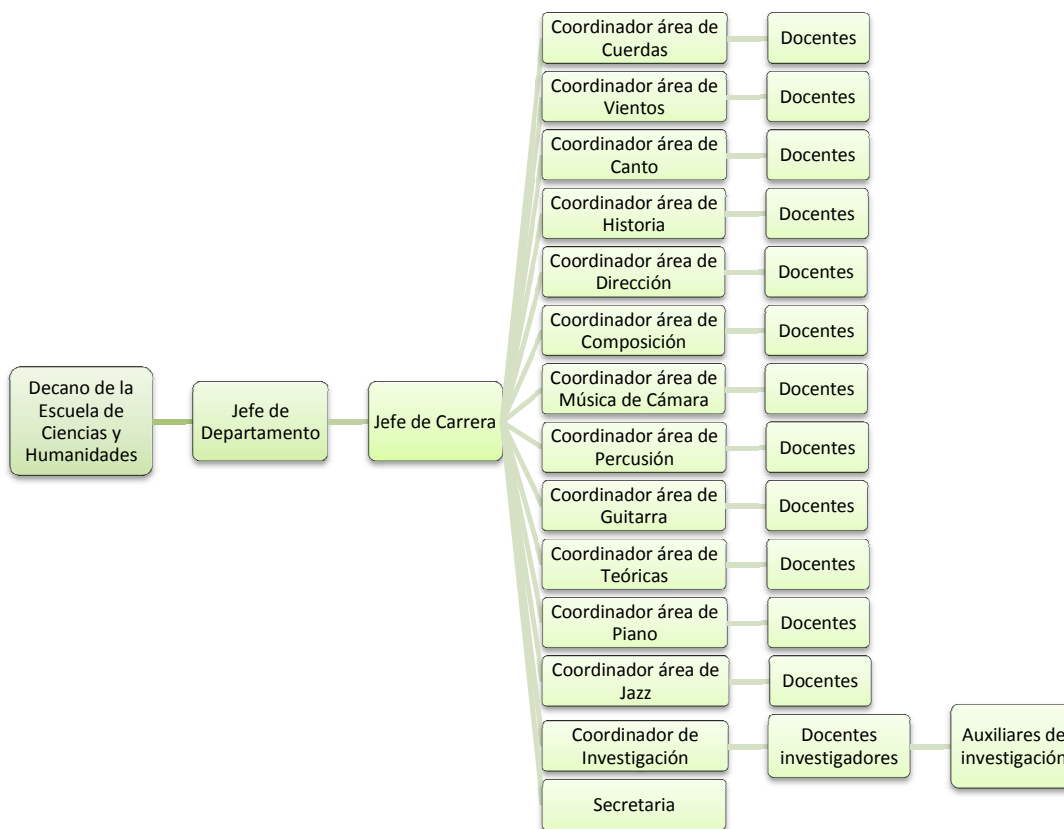 Decano de la
Escuela de
Ciencias y
Humanidades
Jefe de
Departamento
Jefe de Carrera
Coordinador área de
Cuerdas
Docentes
Coordinador área de
Vientos
Docentes
Coordinador área de
Canto
Docentes
Coordinador área de
Historia
Docentes
Coordinador área de
Dirección
Docentes
Coordinador área de
Composición
Docentes
Coordinador área de
Música de Cámara
Docentes
Coordinador área de
Percusión
Docentes
Coordinador área de
Guitarra
Docentes
Coordinador área de
Teóricas
Docentes
Coordinador área de
Piano
Docentes
Coordinador área de
Jazz
Docentes
Coordinador de
Investigación
Docentes
investigadores
Auxiliares de
investigación
Secretaria